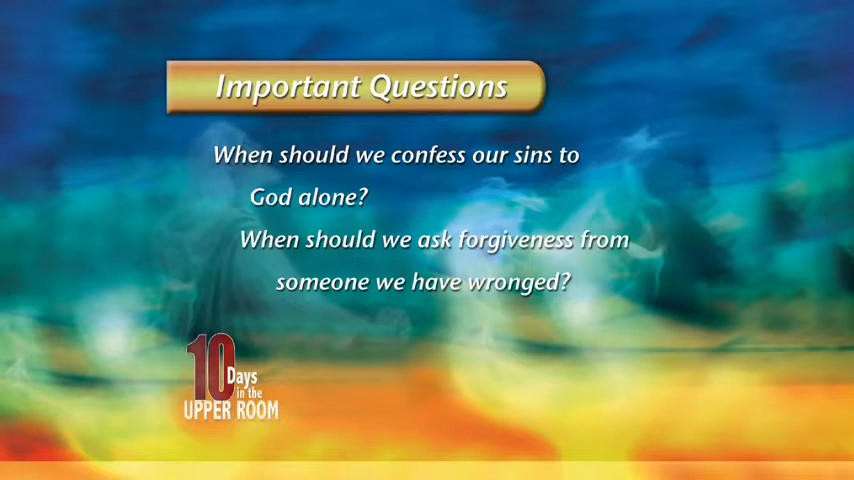 Important Questions
When should we confess our sins to
God alone?
When should we ask forgiveness from
someone we have wronged?
10
Days
in the
UPPER ROOM